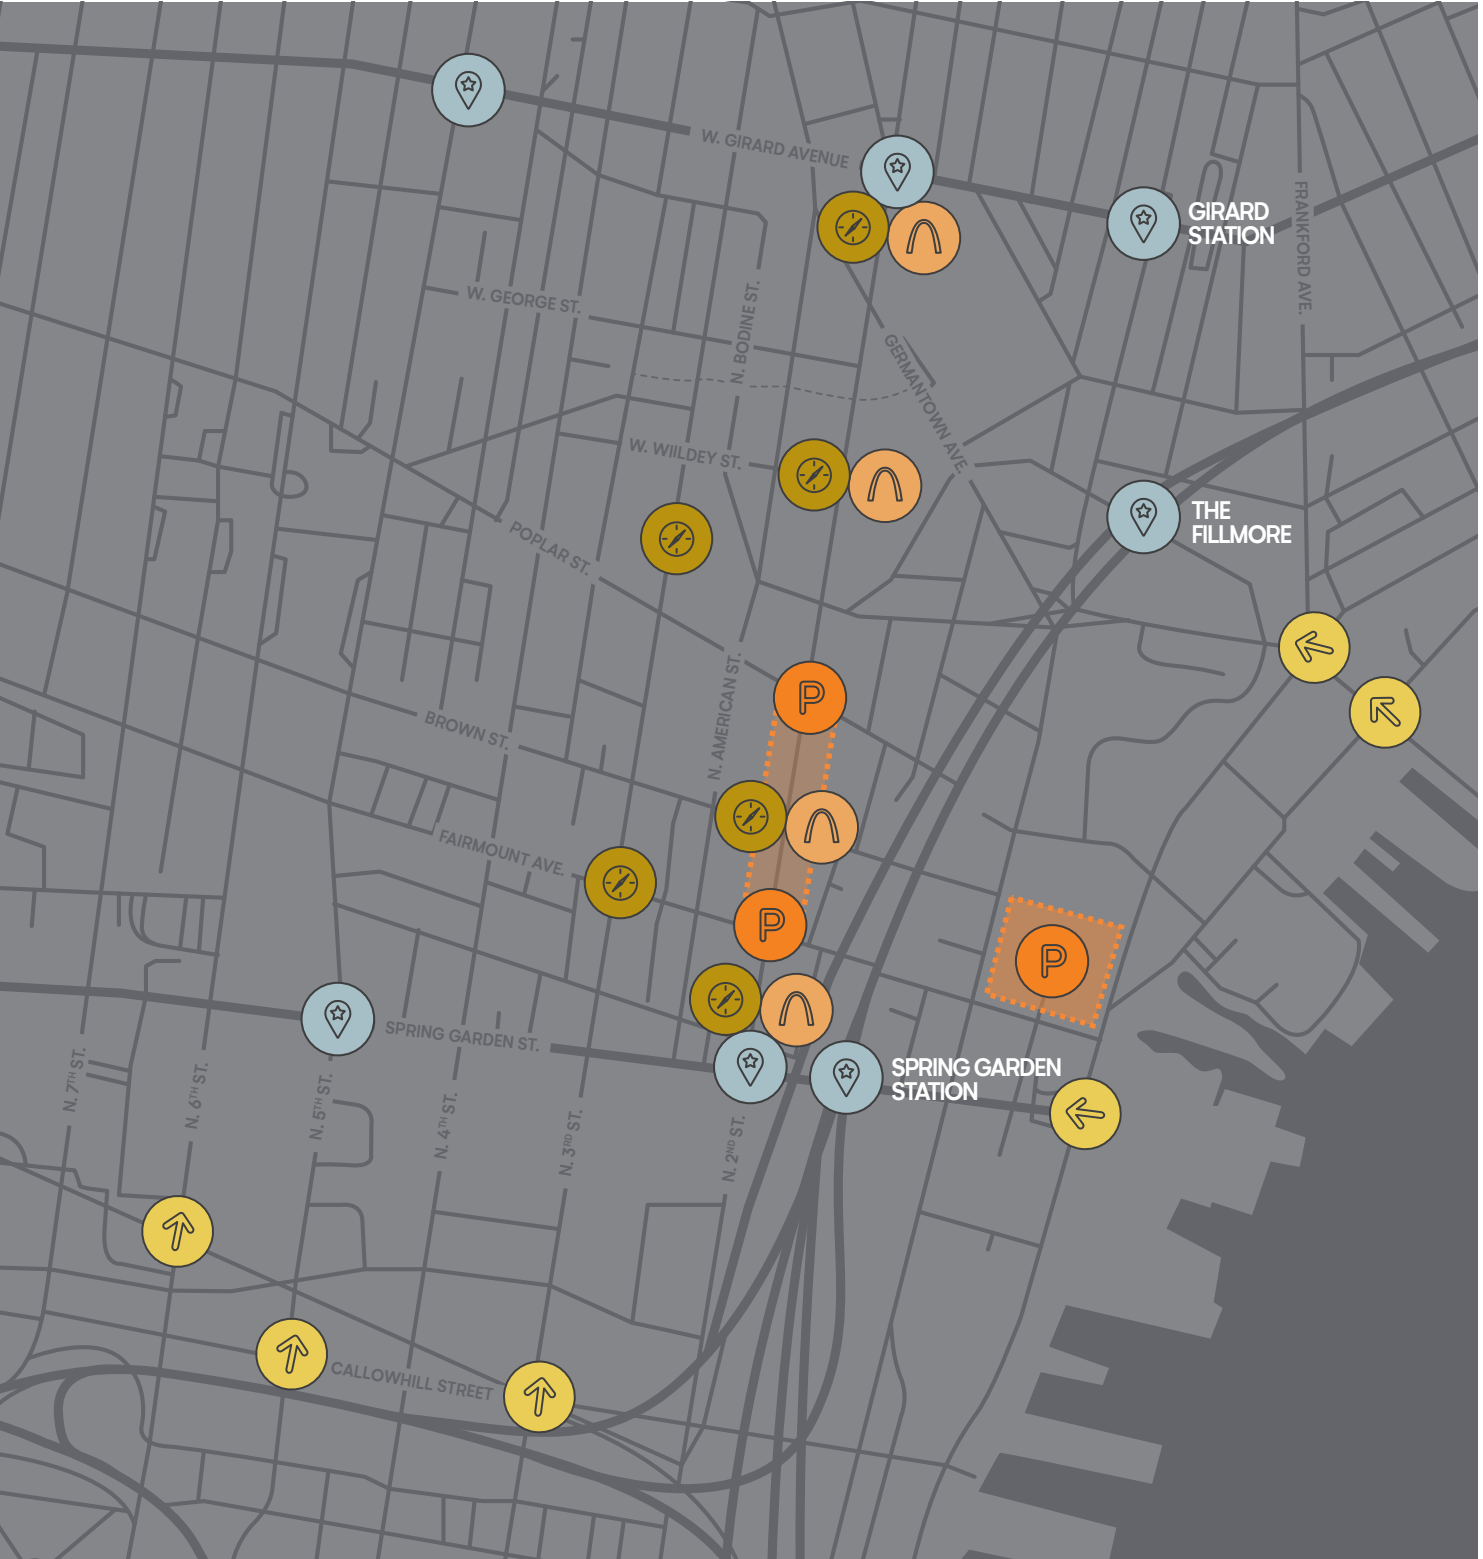 W. GIRARD AVENUE
GIRARD
STATION
FRANKFORD AVE.
W. GEORGE ST.
N. BODINE ST.
GERMANTOWN AVE.
W. WIILDEY ST.
THE
FILLMORE
POPLAR ST.
N. AMERICAN ST.
P
BROWN ST.
FAIRMOUNT AVE.
P
P
SPRING GARDEN ST.
SPRING GARDEN
STATION
N. 7TH ST.
N. 6TH ST.
N. 5TH ST.
N. 4TH ST.
N. 3RD ST.
N. 2ND ST.
CALLOWHILL STREET